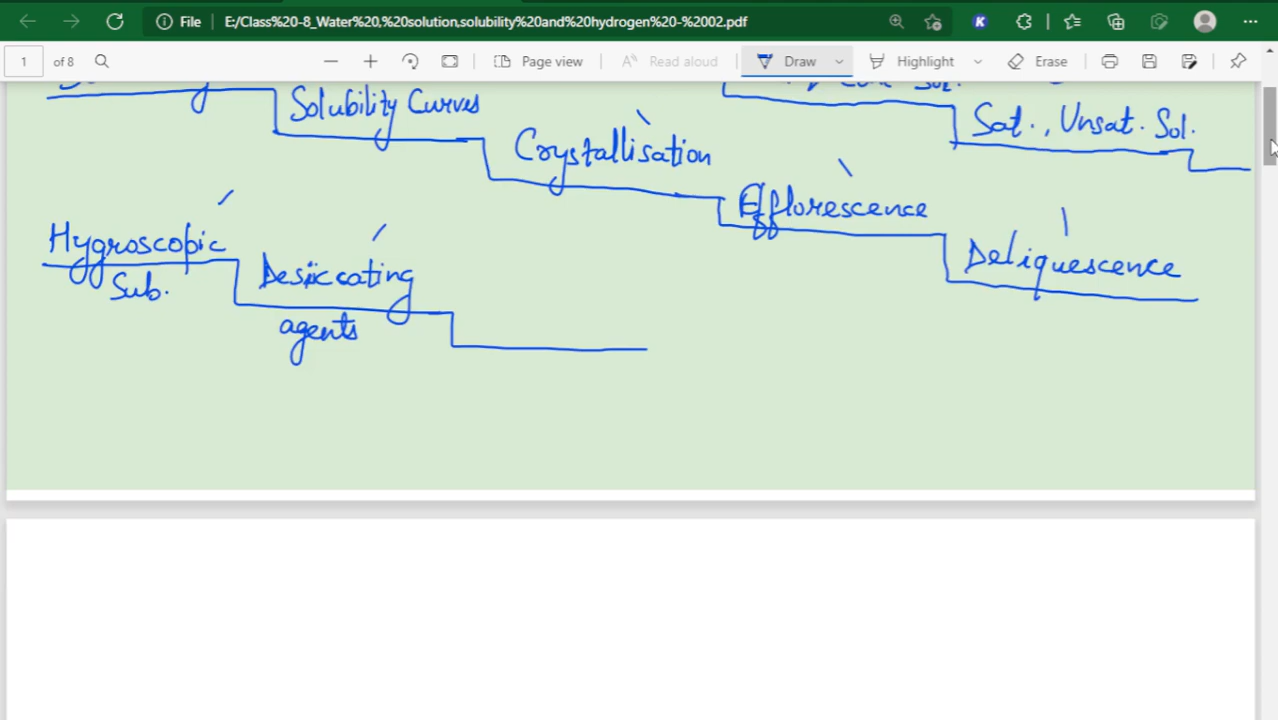 File
E:/Class%20-8_Water%20,%20solution,solubility%20and%20hydrogen%20-%2002.pdf
1 of 8
Page view
Read aloud
Draw
Highlight
Erase
Solubility Curves
Sat., Unsat. Sol.
Crystallisation
Efflorescence
Deliquescence
Hygroscopic
Sub.
Desiccating
agents